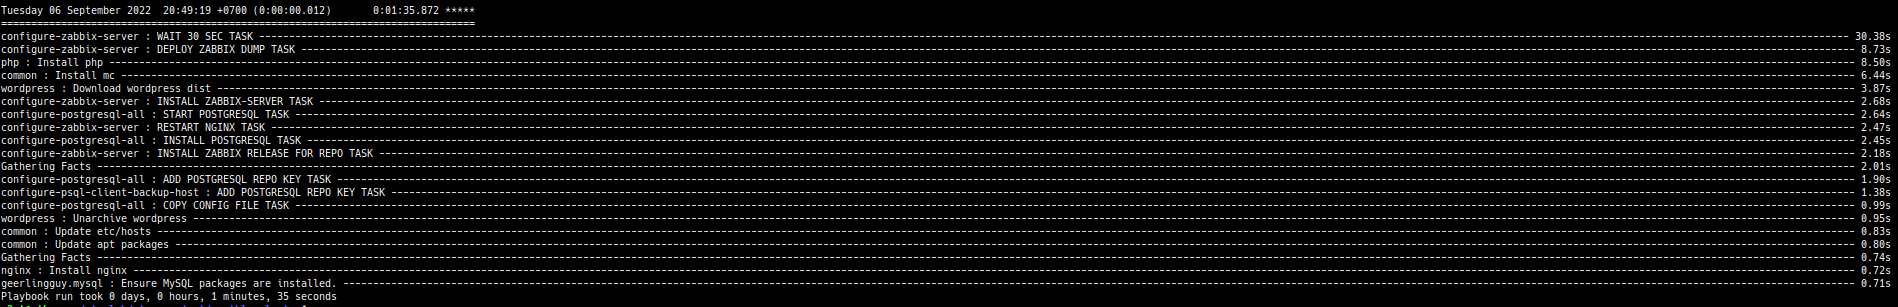 Tuesday 06 September 2022  20:49:19 +0700 (0:00:00.012)       0:01:35.872 *****
===============================================================================
configure-zabbix-server : WAIT 30 SEC TASK --- 30.38s
configure-zabbix-server : DEPLOY ZABBIX DUMP TASK --- 8.73s
php : Install php --- 8.50s
common : Install mc --- 6.44s
wordpress : Download wordpress dist --- 3.87s
configure-zabbix-server : INSTALL ZABBIX-SERVER TASK --- 2.68s
configure-postgresql-all : START POSTGRESQL TASK --- 2.64s
configure-zabbix-server : RESTART NGINX TASK --- 2.47s
configure-postgresql-all : INSTALL POSTGRESQL TASK --- 2.45s
configure-zabbix-server : INSTALL ZABBIX RELEASE FOR REPO TASK --- 2.18s
Gathering Facts --- 2.01s
configure-postgresql-all : ADD POSTGRESQL REPO KEY TASK --- 1.90s
configure-psql-client-backup-host : ADD POSTGRESQL REPO KEY TASK --- 1.38s
configure-postgresql-all : COPY CONFIG FILE TASK --- 0.99s
wordpress : Unarchive wordpress --- 0.95s
common : Update etc/hosts --- 0.83s
common : Update apt packages --- 0.80s
Gathering Facts --- 0.74s
nginx : Install nginx --- 0.72s
geerlingguy.mysql : Ensure MySQL packages are installed. --- 0.71s
Playbook run took 0 days, 0 hours, 1 minutes, 35 seconds